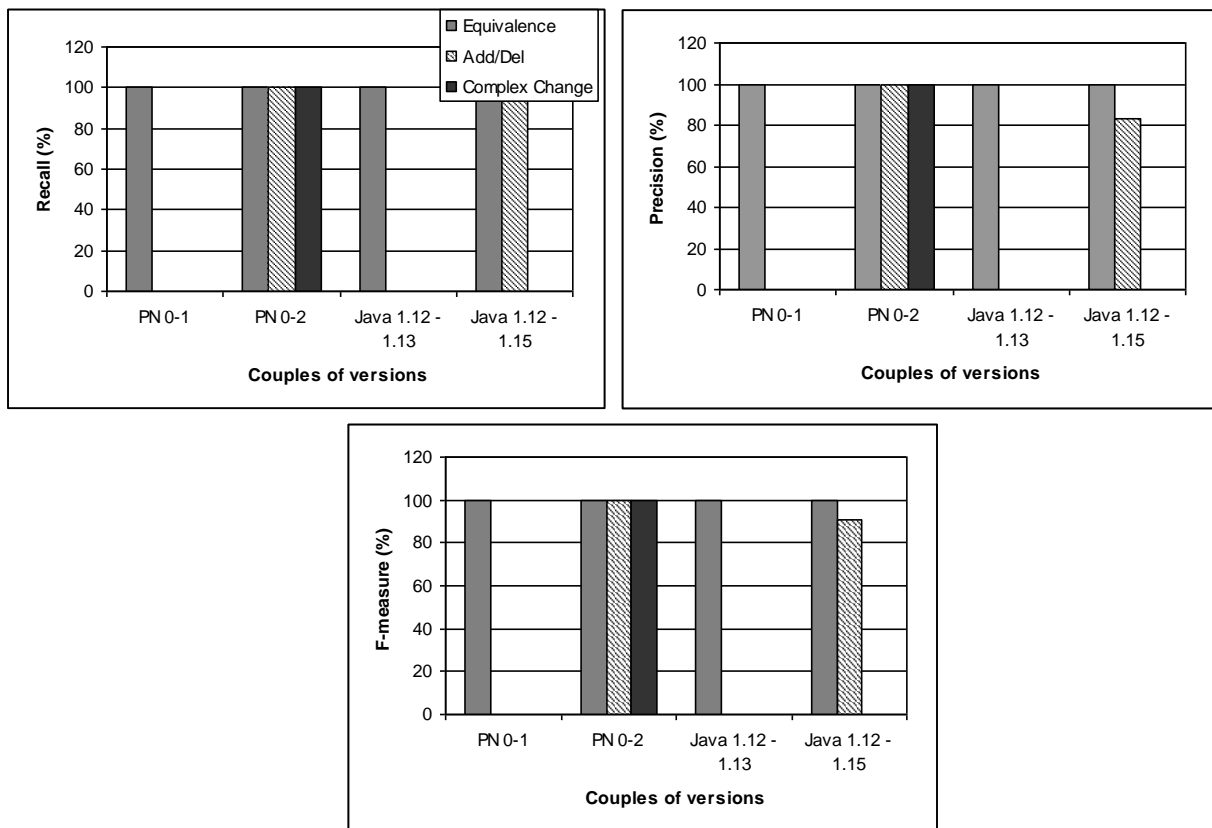 Equivalence
Add/Del
Complex Change
Recall (%)
120
100
80
60
40
20
0
PN 0-1
PN 0-2
Java 1.12 -
1.13
Java 1.12 -
1.15
Couples of versions
Precision (%)
120
100
80
60
40
20
0
PN 0-1
PN 0-2
Java 1.12 -
1.13
Java 1.12 -
1.15
Couples of versions
F-measure (%)
120
100
80
60
40
20
0
PN 0-1
PN 0-2
Java 1.12 -
1.13
Java 1.12 -
1.15
Couples of versions